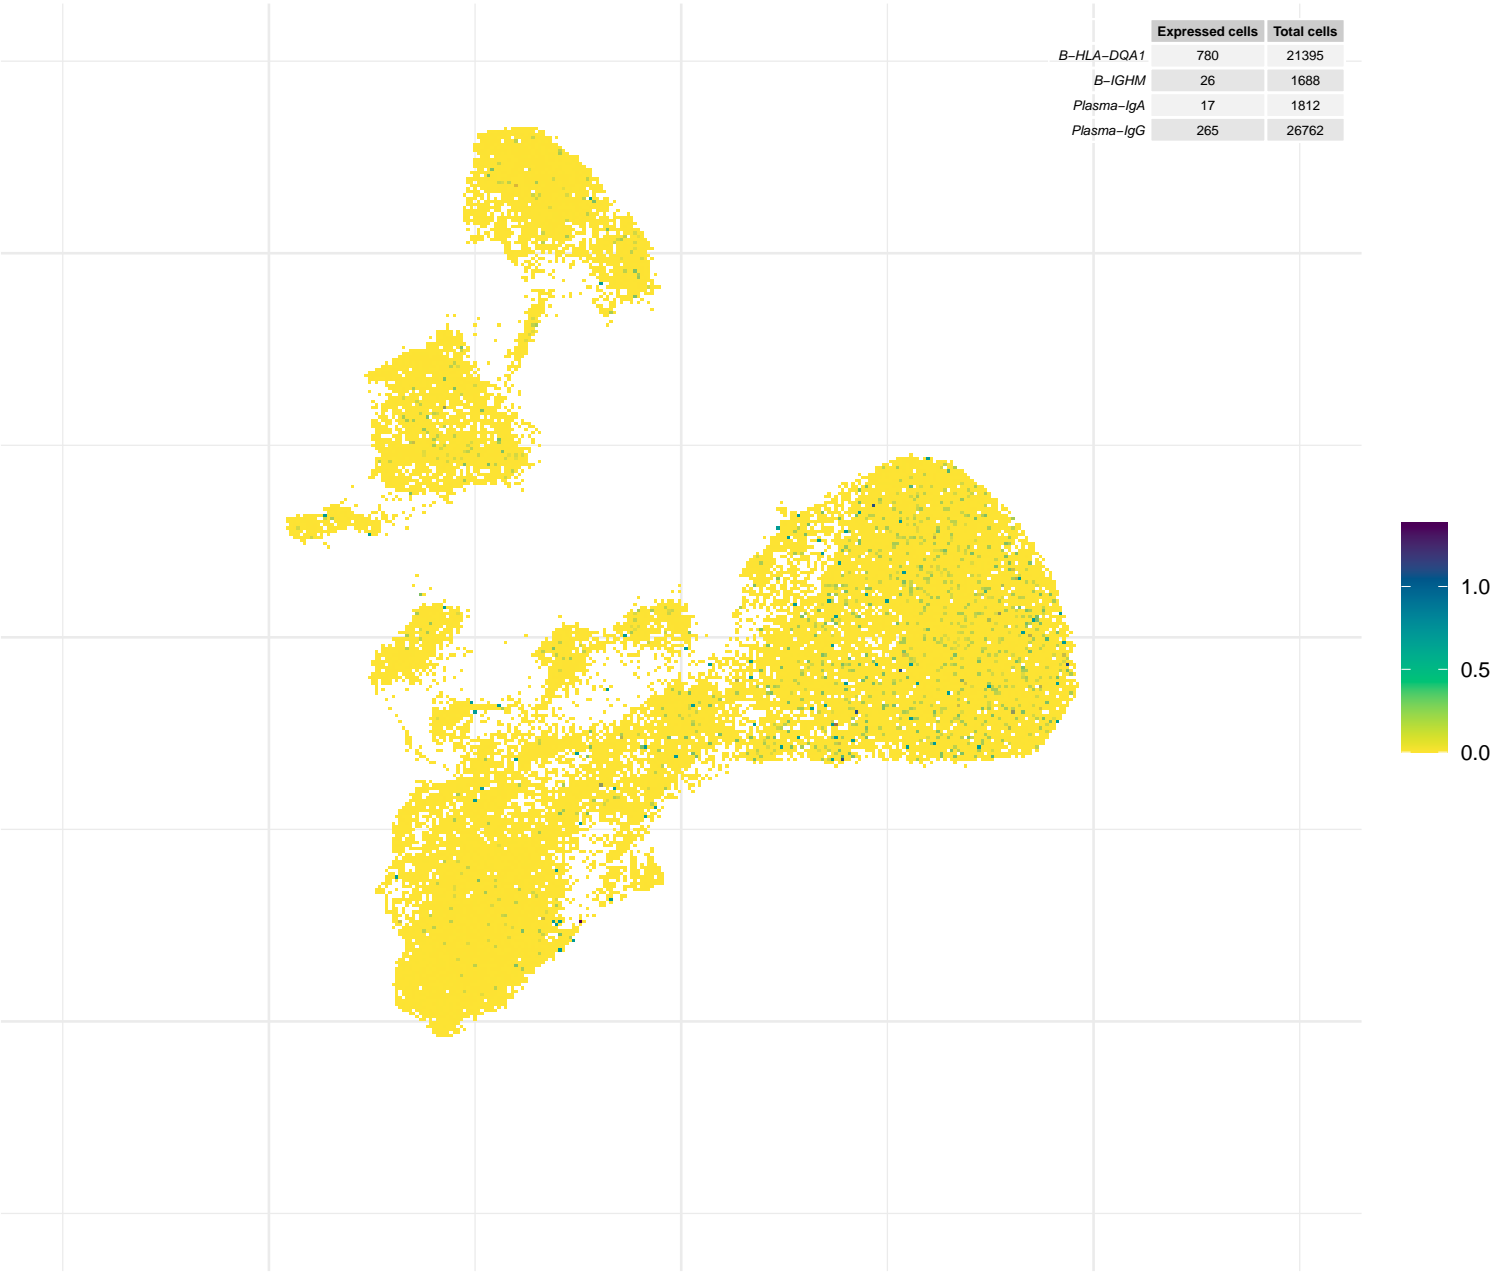 Expressed cells Total cells
B−HLA−DQA1 780 21395
B−IGHM 26 1688
Plasma−IgA 17 1812
Plasma−IgG 265 26762
1.0
0.5
0.0